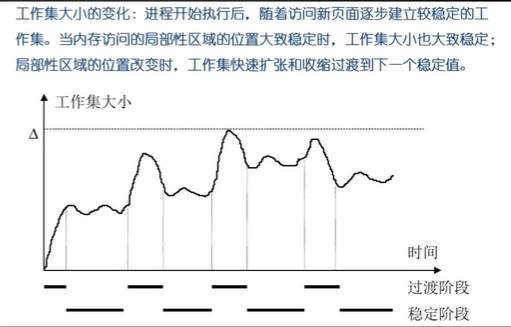 工作集大小的变化：进程开始执行后，随着访问新页面逐步建立较稳定的工
作集。当内存访问的局部性区域的位置大致稳定时，工作集大小也大致稳定；
局部性区域的位置改变时，工作集快速扩张和收缩过渡到下一个稳定值。
工作集大小
Δ
时间
过渡阶段
稳定阶段